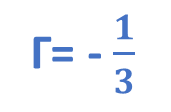 r = - 1/3